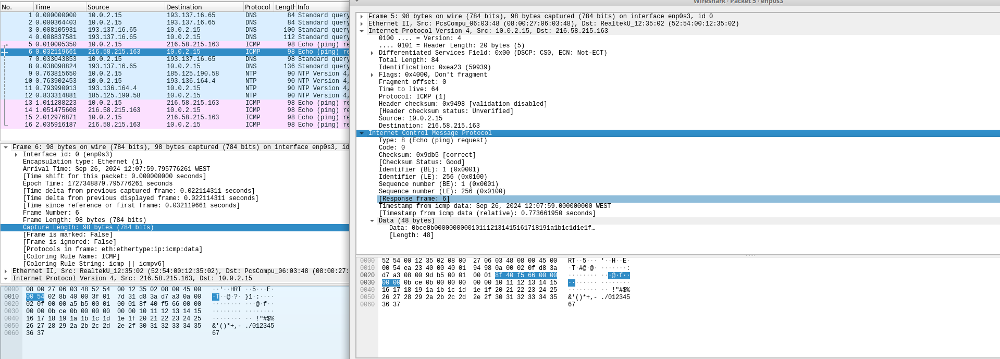 No. Time Source Destination Protocol Length Info
1 0.000000000 10.0.2.15 193.137.16.65 DNS 84 Standard query
2 0.000364403 10.0.2.15 193.137.16.65 DNS 84 Standard query
3 0.008105931 193.137.16.65 10.0.2.15 DNS 100 Standard query
4 0.008837581 193.137.16.65 10.0.2.15 DNS 112 Standard query
5 0.010005350 10.0.2.15 216.58.215.163 ICMP 98 Echo (ping) re
6 0.032119661 216.58.215.163 10.0.2.15 ICMP 98 Echo (ping) re
7 0.033043853 10.0.2.15 193.137.16.65 DNS 98 Standard query
8 0.038098824 193.137.16.65 10.0.2.15 DNS 136 Standard query
9 0.763815650 10.0.2.15 185.125.190.58 NTP 90 NTP Version 4,
10 0.763902453 10.0.2.15 193.136.164.4 NTP 90 NTP Version 4,
11 0.793990013 193.136.164.4 10.0.2.15 NTP 90 NTP Version 4,
12 0.833314881 185.125.190.58 10.0.2.15 NTP 90 NTP Version 4,
13 1.011288223 10.0.2.15 216.58.215.163 ICMP 98 Echo (ping) re
14 1.051475608 216.58.215.163 10.0.2.15 ICMP 98 Echo (ping) re
15 2.012976871 10.0.2.15 216.58.215.163 ICMP 98 Echo (ping) re
16 2.035916187 216.58.215.163 10.0.2.15 ICMP 98 Echo (ping) re
Frame 6: 98 bytes on wire (784 bits), 98 bytes captured (784 bits) on interface enp0s3, id
Interface id: 0 (enp0s3)
Encapsulation type: Ethernet (1)
Arrival Time: Sep 26, 2024 12:07:59.795776261 WEST
[Time shift for this packet: 0.000000000 seconds]
Epoch Time: 1727348879.795776261 seconds
[Time delta from previous captured frame: 0.022114311 seconds]
[Time delta from previous displayed frame: 0.022114311 seconds]
[Time since reference or first frame: 0.032119661 seconds]
Frame Number: 6
Frame Length: 98 bytes (784 bits)
Capture Length: 98 bytes (784 bits)
[Frame is marked: False]
[Frame is ignored: False]
[Protocols in frame: eth:ethertype:ip:icmp:data]
[Coloring Rule Name: ICMP]
[Coloring Rule String: icmp || icmpv6]
Ethernet II, Src: RealtekU_12:35:02 (52:54:00:12:35:02), Dst: PcsCompu_06:03:48 (08:00:27:
Internet Protocol Version 4, Src: 216.58.215.163, Dst: 10.0.2.15
0000 08 00 27 06 03 48 52 54 00 12 35 02 08 00 45 00 ··'··HRT ··5···E·
0010 00 54 02 8b 40 00 3f 01 7d 31 d8 3a d7 a3 0a 00 ·T··@·?· }1·:····
0020 02 0f 00 00 a5 b5 00 01 00 01 8f 40 f5 66 00 00 ········ ···@·f··
0030 00 00 0b ce 0b 00 00 00 00 00 10 11 12 13 14 15 ········ ········
0040 16 17 18 19 1a 1b 1c 1d 1e 1f 20 21 22 23 24 25 ········ ·· !"#$%
0050 26 27 28 29 2a 2b 2c 2d 2e 2f 30 31 32 33 34 35 &'()*+,- ./012345
0060 36 37 67
Wireshark · Packet 5 · enp0s3
Frame 5: 98 bytes on wire (784 bits), 98 bytes captured (784 bits) on interface enp0s3, id 0
Ethernet II, Src: PcsCompu_06:03:48 (08:00:27:06:03:48), Dst: RealtekU_12:35:02 (52:54:00:12:35:02)
Internet Protocol Version 4, Src: 10.0.2.15, Dst: 216.58.215.163
0100 .... = Version: 4
.... 0101 = Header Length: 20 bytes (5)
Differentiated Services Field: 0x00 (DSCP: CS0, ECN: Not-ECT)
Total Length: 84
Identification: 0xea23 (59939)
Flags: 0x4000, Don't fragment
Fragment offset: 0
Time to live: 64
Protocol: ICMP (1)
Header checksum: 0x9498 [validation disabled]
[Header checksum status: Unverified]
Source: 10.0.2.15
Destination: 216.58.215.163
Internet Control Message Protocol
Type: 8 (Echo (ping) request)
Code: 0
Checksum: 0x9db5 [correct]
[Checksum Status: Good]
Identifier (BE): 1 (0x0001)
Identifier (LE): 256 (0x0100)
Sequence number (BE): 1 (0x0001)
Sequence number (LE): 256 (0x0100)
[Response frame: 6]
Timestamp from icmp data: Sep 26, 2024 12:07:59.000000000 WEST
[Timestamp from icmp data (relative): 0.773661950 seconds]
Data (48 bytes)
Data: 0bce0b0000000000101112131415161718191a1b1c1d1e1f…
[Length: 48]
0000 52 54 00 12 35 02 08 00 27 06 03 48 08 00 45 00 RT··5··· '··H··E·
0010 00 54 ea 23 40 00 40 01 94 98 0a 00 02 0f d8 3a ·T·#@·@· ·······:
0020 d7 a3 08 00 9d b5 00 01 00 01 8f 40 f5 66 00 00 ········ ···@·f··
0030 00 00 0b ce 0b 00 00 00 00 00 10 11 12 13 14 15 ········ ········
0040 16 17 18 19 1a 1b 1c 1d 1e 1f 20 21 22 23 24 25 ········ ·· !"#$%
0050 26 27 28 29 2a 2b 2c 2d 2e 2f 30 31 32 33 34 35 &'()*+,- ./012345
0060 36 37 67